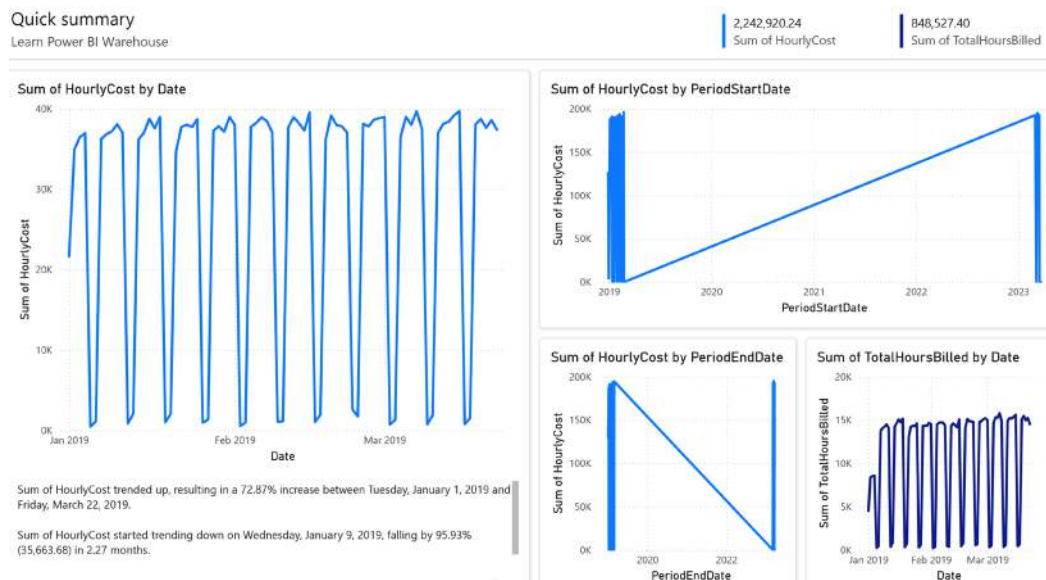 Quick summary
Learn Power BI Warehouse
2,242,920.24
Sum of HourlyCost
848,527.40
Sum of TotalHoursBilled
Sum of HourlyCost by Date
Sum of HourlyCost
40K
30K
20K
10K
0K
Jan 2019
Feb 2019
Mar 2019
Date
Sum of HourlyCost trended up, resulting in a 72.87% increase between Tuesday, January 1, 2019 and
Friday, March 22, 2019.
Sum of HourlyCost started trending down on Wednesday, January 9, 2019, falling by 95.93%
(35,663.68) in 2.27 months.
Sum of HourlyCost by PeriodStartDate
Sum of HourlyCost
200K
150K
100K
50K
0K
2019
2020
2021
2022
2023
PeriodStartDate
Sum of HourlyCost by PeriodEndDate
Sum of HourlyCost
200K
150K
100K
50K
0K
2020
2022
PeriodEndDate
Sum of TotalHoursBilled by Date
Sum of TotalHoursBilled
20K
15K
10K
5K
0K
Jan 2019
Feb 2019
Mar 2019
Date